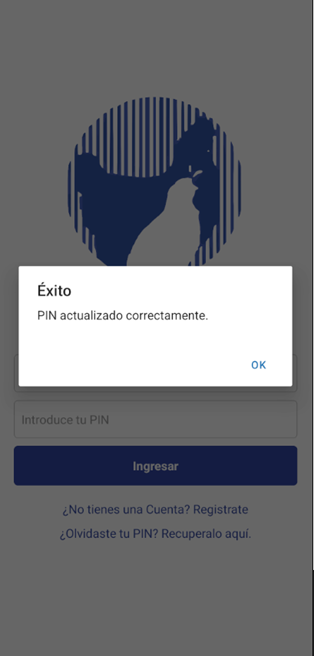 Éxito
PIN actualizado correctamente.
OK
Introduce tu PIN
Ingresar
¿No tienes una Cuenta? Registrate
¿Olvidaste tu PIN? Recuperalo aquí.